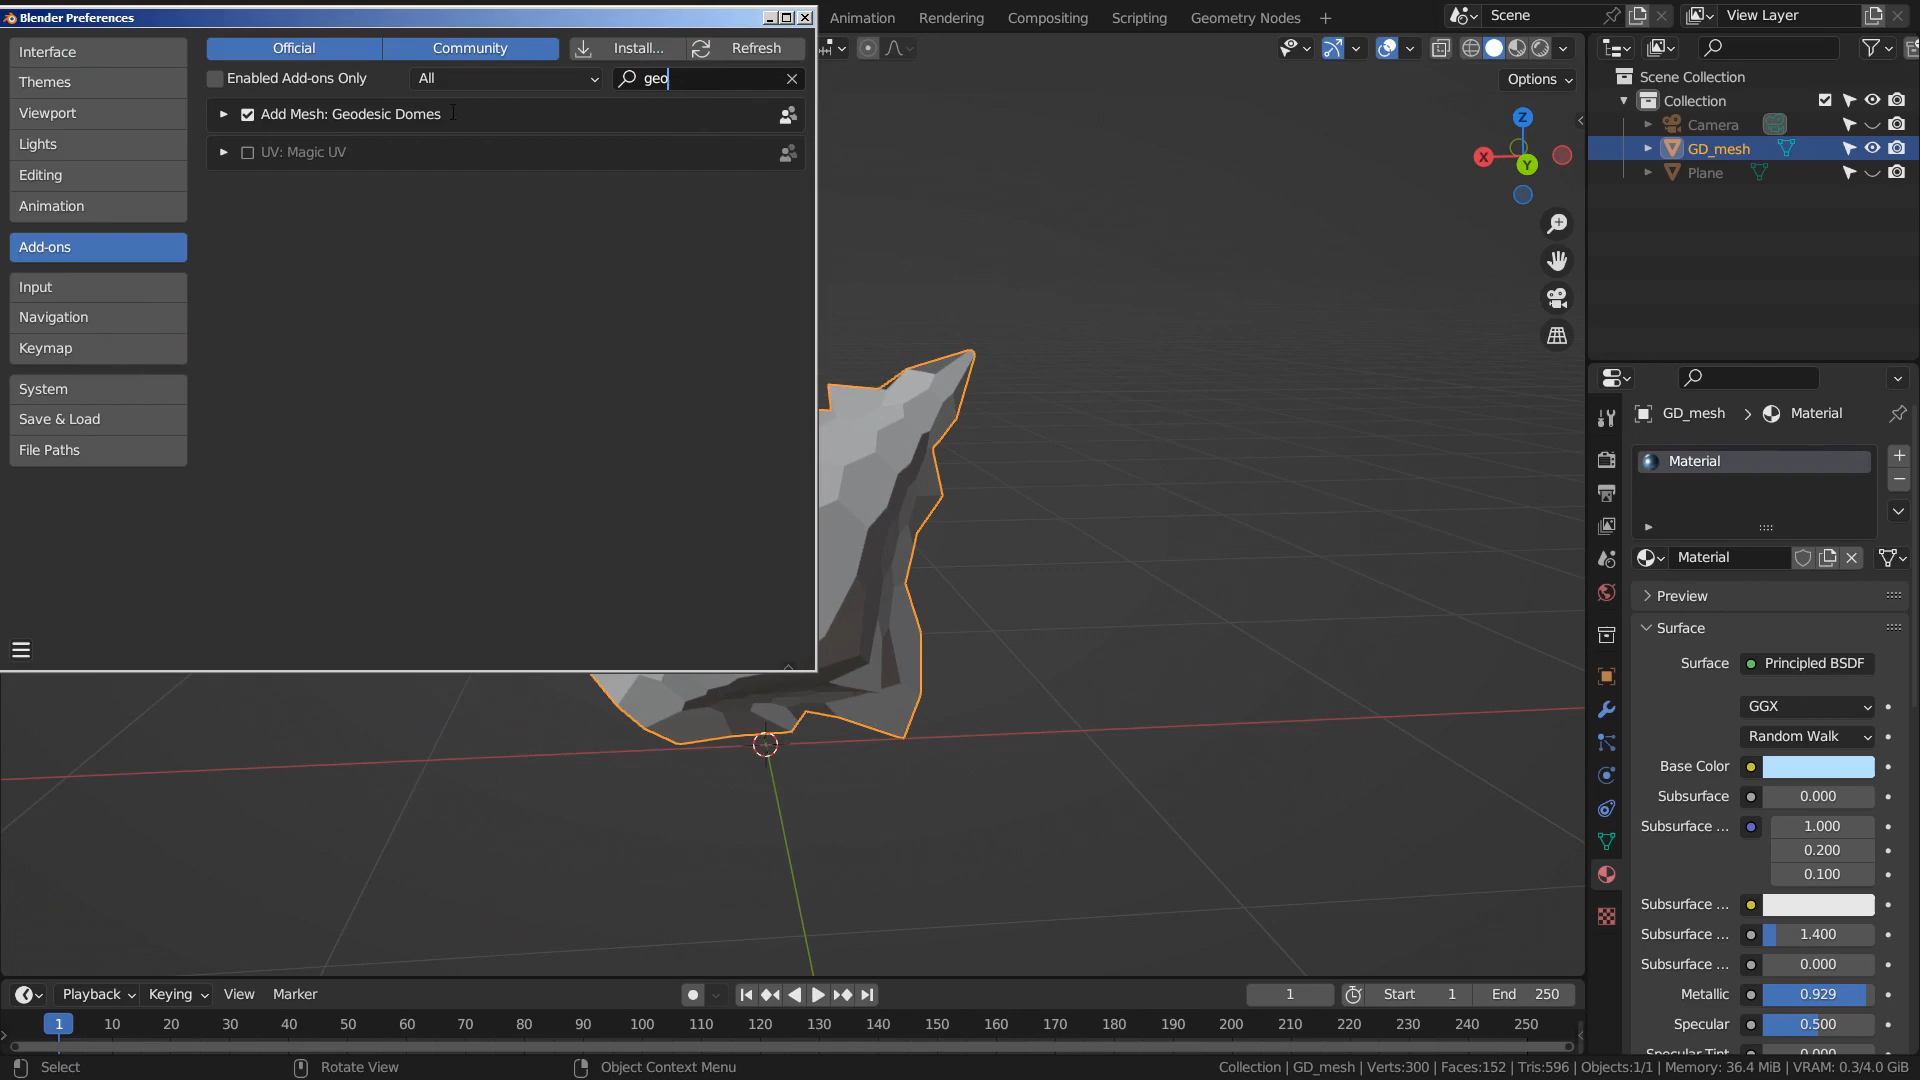 Blender Preferences
Animation
Rendering
Compositing
Scripting
Geometry Nodes
Scene
View Layer
Interface
Themes
Viewport
Lights
Editing
Animation
Add-ons
Input
Navigation
Keymap
System
Save & Load
File Paths
Official
Community
Install...
Refresh
Enabled Add-ons Only
All
geo
Add Mesh: Geodesic Domes
UV: Magic UV
Options
Z
X
Y
Scene Collection
Collection
Camera
GD_mesh
Plane
GD_mesh > Material
Material
Material
Preview
Surface
Surface Principled BSDF
GGX
Random Walk
Base Color
Subsurface 0.000
Subsurface ... 1.000
0.200
0.100
Subsurface ...
Subsurface ... 1.400
Subsurface ... 0.000
Metallic 0.929
Specular 0.500
Specular Tint 0.000
Playback
Keying
View
Marker
1
Start 1
End 250
1 10 20 30 40 50 60 70 80 90 100 110 120 130 140 150 160 170 180 190 200 210 220 230 240 250
Select
Rotate View
Object Context Menu
Collection | GD_mesh | Verts:300 | Faces:152 | Tris:596 | Objects:1/1 | Memory: 36.4 MiB | VRAM: 0.3/4.0 GiB